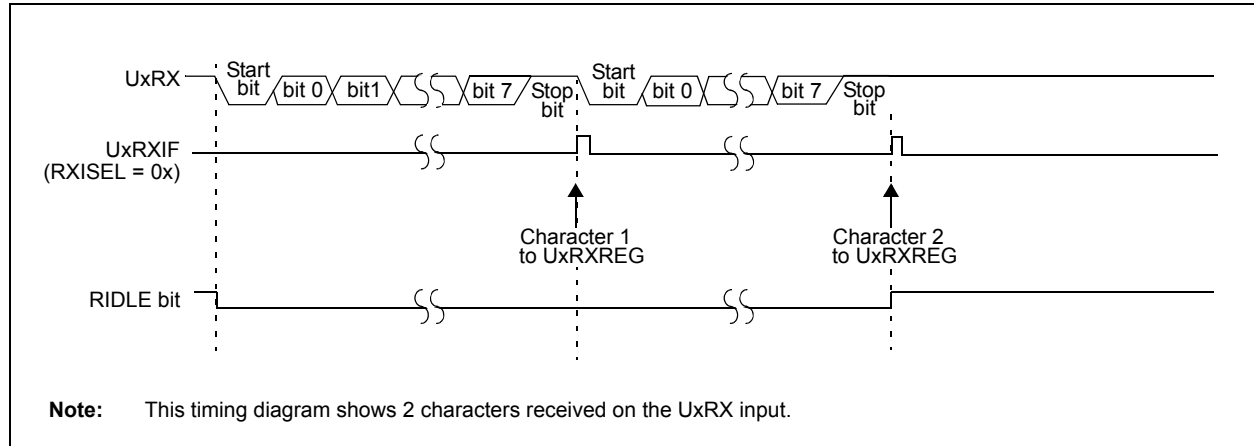 UxRX
Start
bit
bit 0
bit1
bit 7
Stop
bit
Start
bit
bit 0
bit 7
Stop
bit
UxRXIF
(RXISEL = 0x)
Character 1
to UxRXREG
Character 2
to UxRXREG
RIDLE bit
Note: This timing diagram shows 2 characters received on the UxRX input.